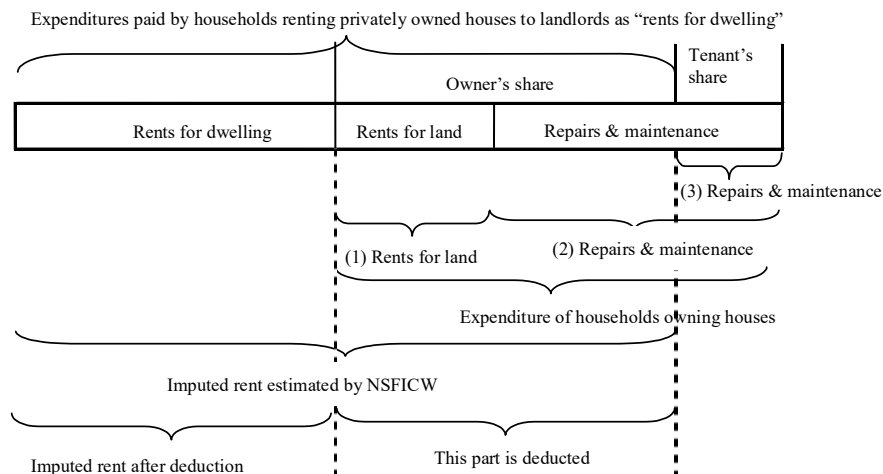 Expenditures paid by households renting privately owned houses to landlords as “rents for dwelling”
Tenant’s
share
Owner’s share
Rents for dwelling
Rents for land
Repairs & maintenance
(3) Repairs & maintenance
(1) Rents for land
(2) Repairs & maintenance
Expenditure of households owning houses
Imputed rent estimated by NSFICW
Imputed rent after deduction
This part is deducted